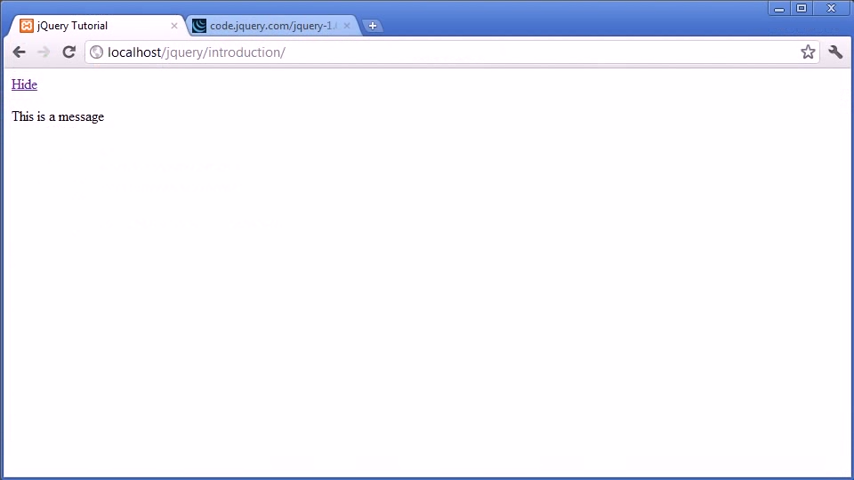 jQuery Tutorial
code.jquery.com/jquery-1.
localhost/jquery/introduction/
Hide
This is a message